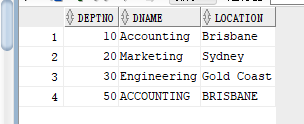 DEPTNO DNAME LOCATION
1 10 Accounting Brisbane
2 20 Marketing Sydney
3 30 Engineering Gold Coast
4 50 ACCOUNTING BRISBANE